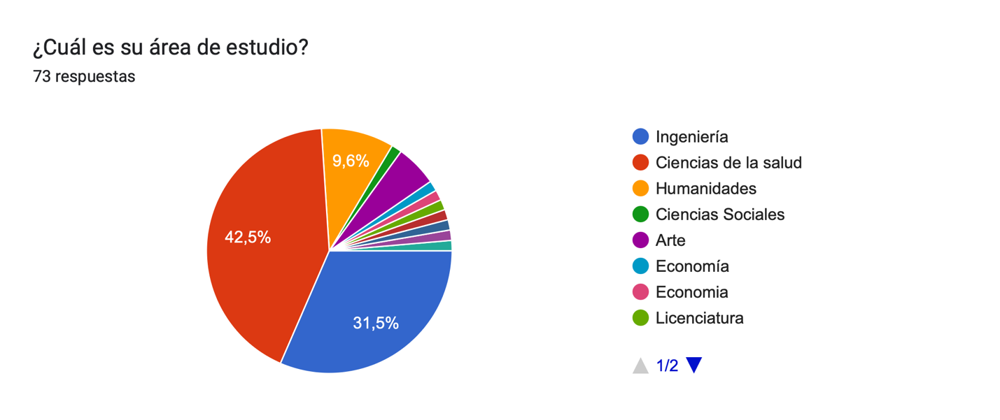 ¿Cuál es su área de estudio?
73 respuestas
9,6%
42,5%
31,5%
Ingeniería
Ciencias de la salud
Humanidades
Ciencias Sociales
Arte
Economía
Economia
Licenciatura
1/2